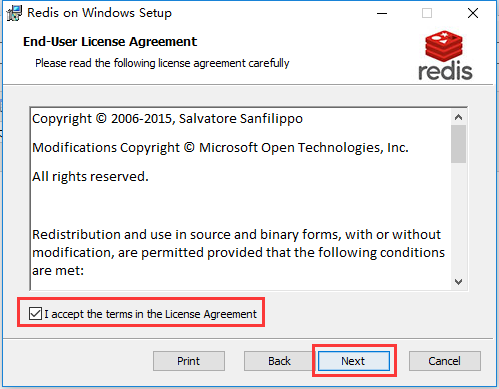 Redis on Windows Setup
End-User License Agreement
Please read the following license agreement carefully
redis
Copyright © 2006-2015, Salvatore Sanfilippo
Modifications Copyright © Microsoft Open Technologies, Inc.
All rights reserved.
Redistribution and use in source and binary forms, with or without
modification, are permitted provided that the following conditions
are met:
I accept the terms in the License Agreement
Print Back Next Cancel